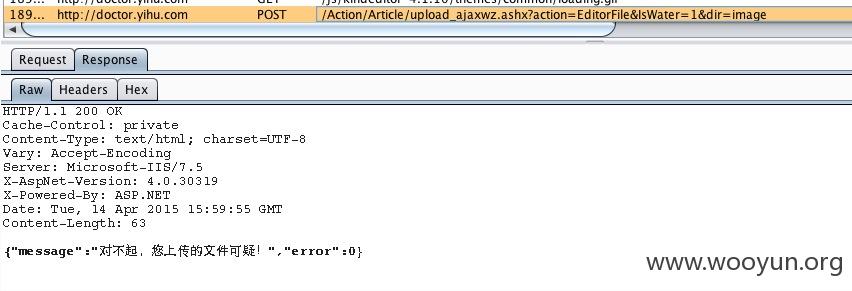 189... http://doctor.yihu.com GET /js/kindeditor-4.1.10/themes/common/loading.gif
189... http://doctor.yihu.com POST /Action/Article/upload_ajaxwz.ashx?action=EditorFile&IsWater=1&dir=image
Request Response
Raw Headers Hex
HTTP/1.1 200 OK
Cache-Control: private
Content-Type: text/html; charset=UTF-8
Vary: Accept-Encoding
Server: Microsoft-IIS/7.5
X-AspNet-Version: 4.0.30319
X-Powered-By: ASP.NET
Date: Tue, 14 Apr 2015 15:59:55 GMT
Content-Length: 63
{"message":"对不起，您上传的文件可疑！","error":0}
www.wooyun.org